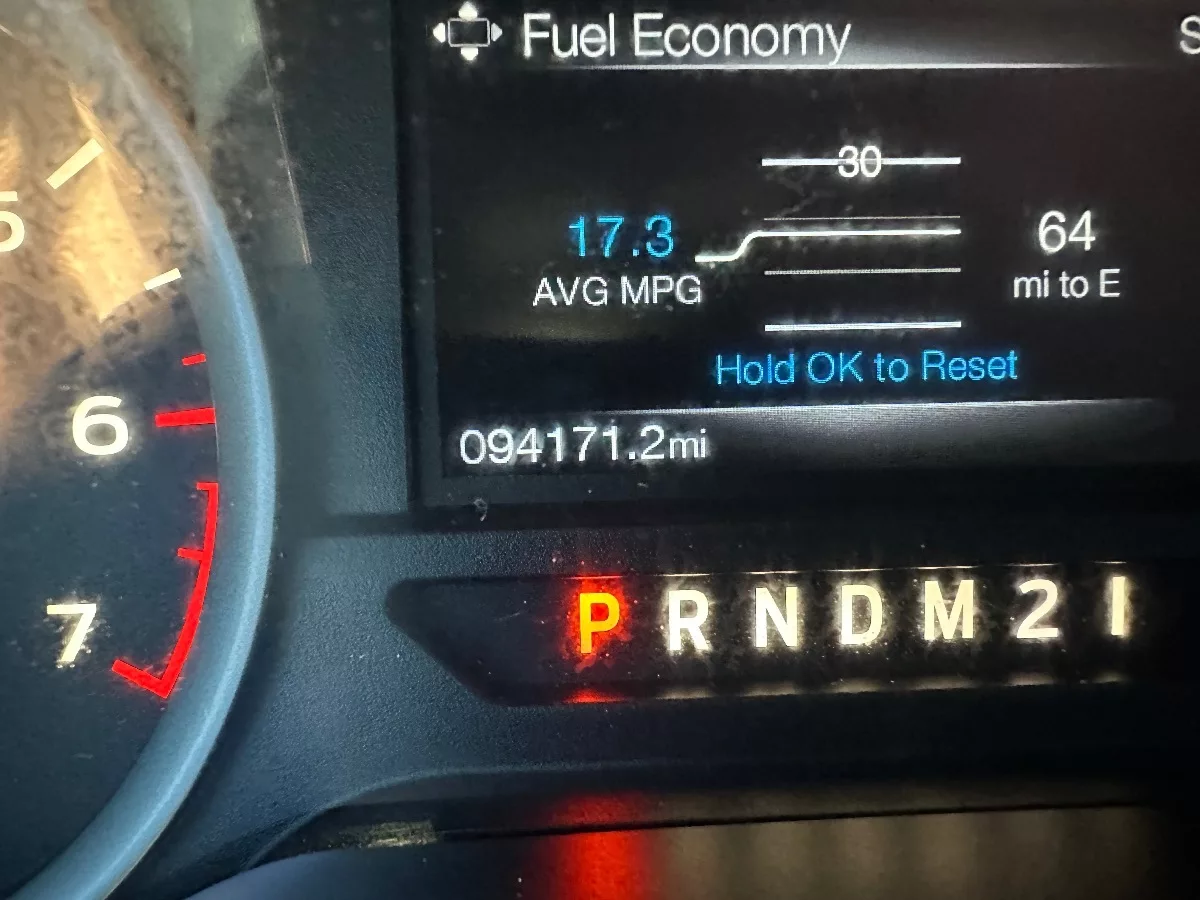 Fuel Economy
S
30
17.3
64
AVG MPG
mi to E
Hold OK to Reset
094171.2mi
5
6
7
P R N D M 2 1